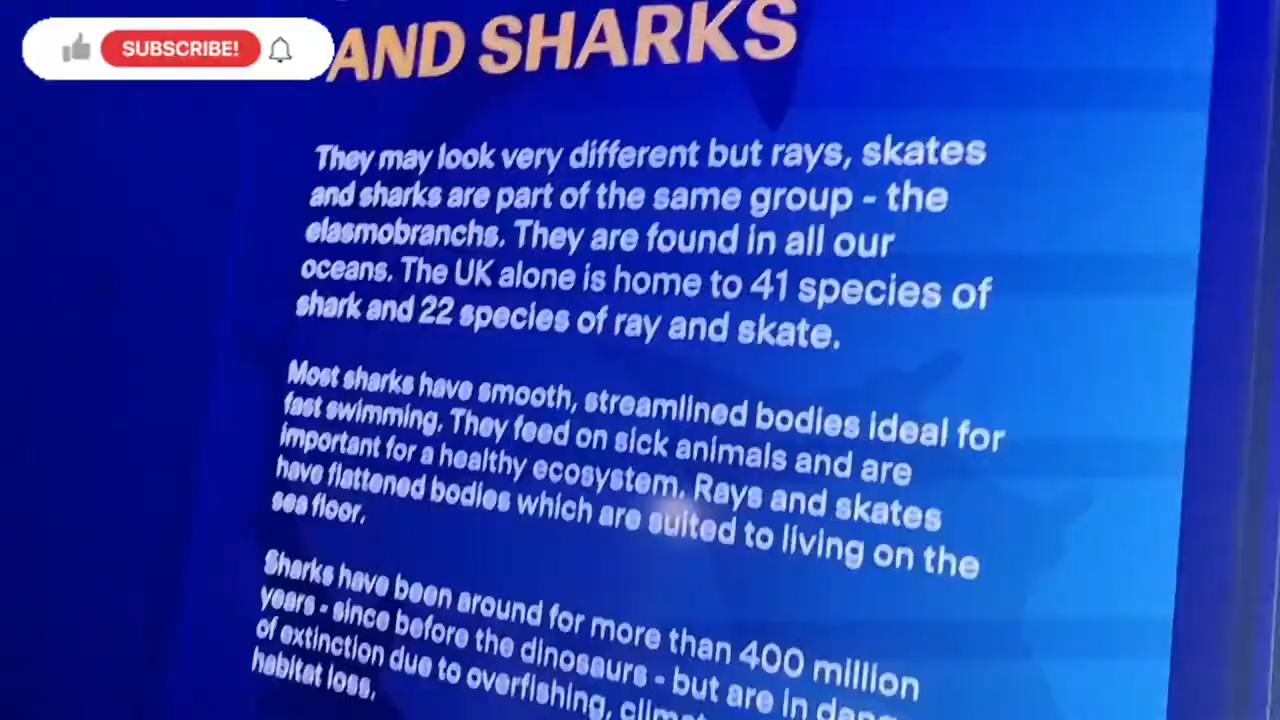 SUBSCRIBE!
AND SHARKS
They may look very different but rays, skates
and sharks are part of the same group - the
elasmobranchs. They are found in all our
oceans. The UK alone is home to 41 species of
shark and 22 species of ray and skate.
Most sharks have smooth, streamlined bodies ideal for
fast swimming. They feed on sick animals and are
important for a healthy ecosystem. Rays and skates
have flattened bodies which are suited to living on the
sea floor.
Sharks have been around for more than 400 million
years - since before the dinosaurs - but are in
of extinction due to overfishing,
habitat loss.